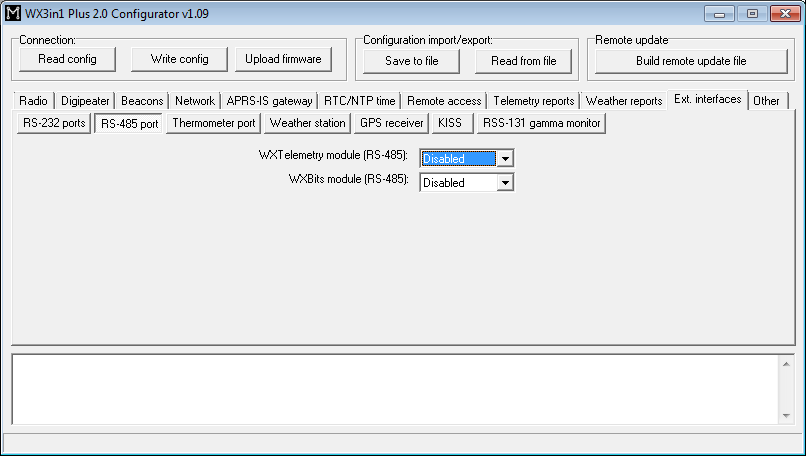 WX3in1 Plus 2.0 Configurator v1.09
Connection: Configuration import/export: Remote update
Read config Write config Upload firmware Save to file Read from file Build remote update file
Radio Digipeater Beacons Network APRS-IS gateway RTC/NTP time Remote access Telemetry reports Weather reports Ext. interfaces Other
RS-232 ports RS-485 port Thermometer port Weather station GPS receiver KISS RSS-131 gamma monitor
WXTelemetry module (RS-485): Disabled
WXBits module (RS-485): Disabled